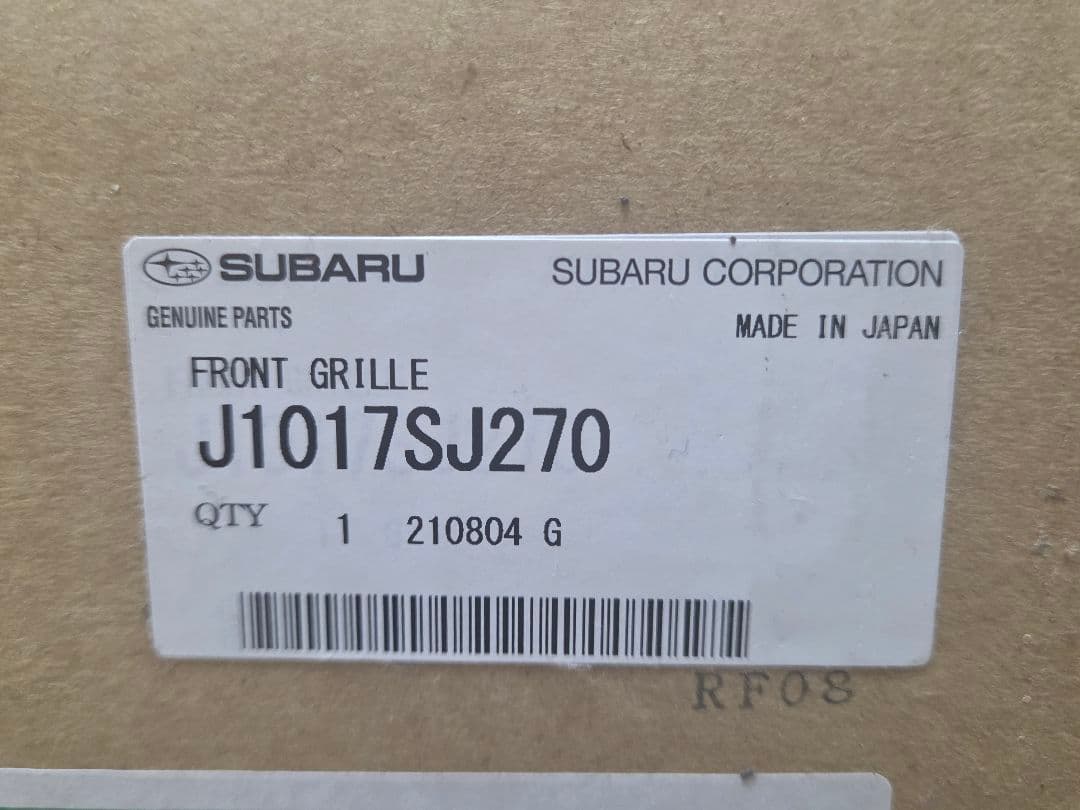 SUBARU SUBARU CORPORATION
GENUINE PARTS MADE IN JAPAN
FRONT GRILLE
J1017SJ270
QTY 1 210804 G
RF08